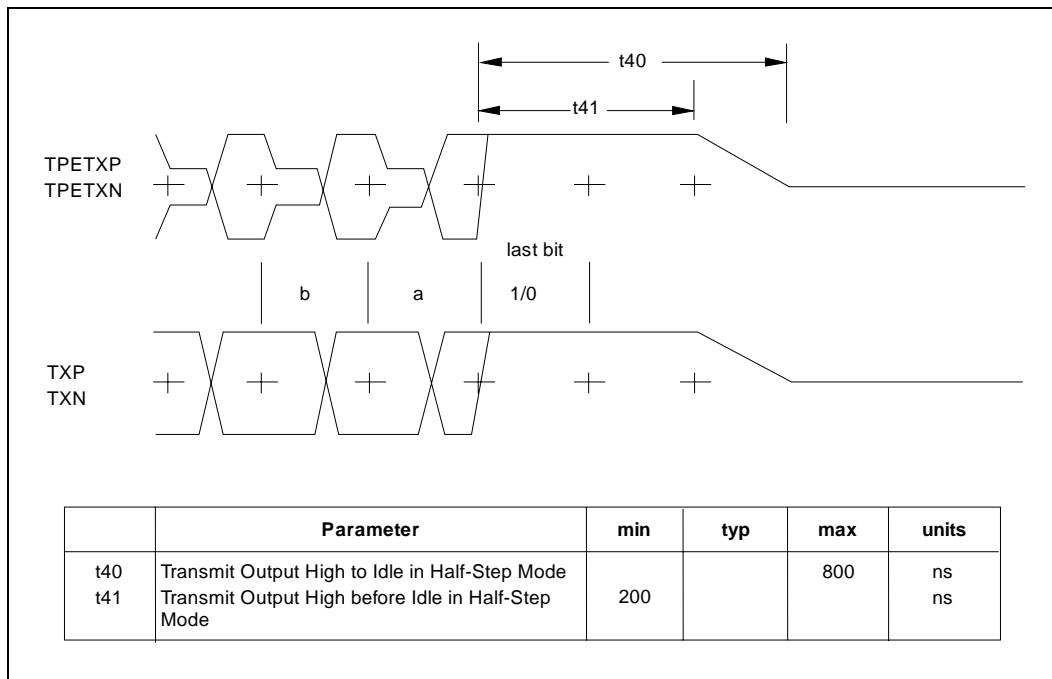 t40
t41
TPETXP
TPETXN
last bit
b a 1/0
TXP
TXN
Parameter min typ max units
t40 Transmit Output High to Idle in Half-Step Mode 800 ns
t41 Transmit Output High before Idle in Half-Step 200 ns
Mode